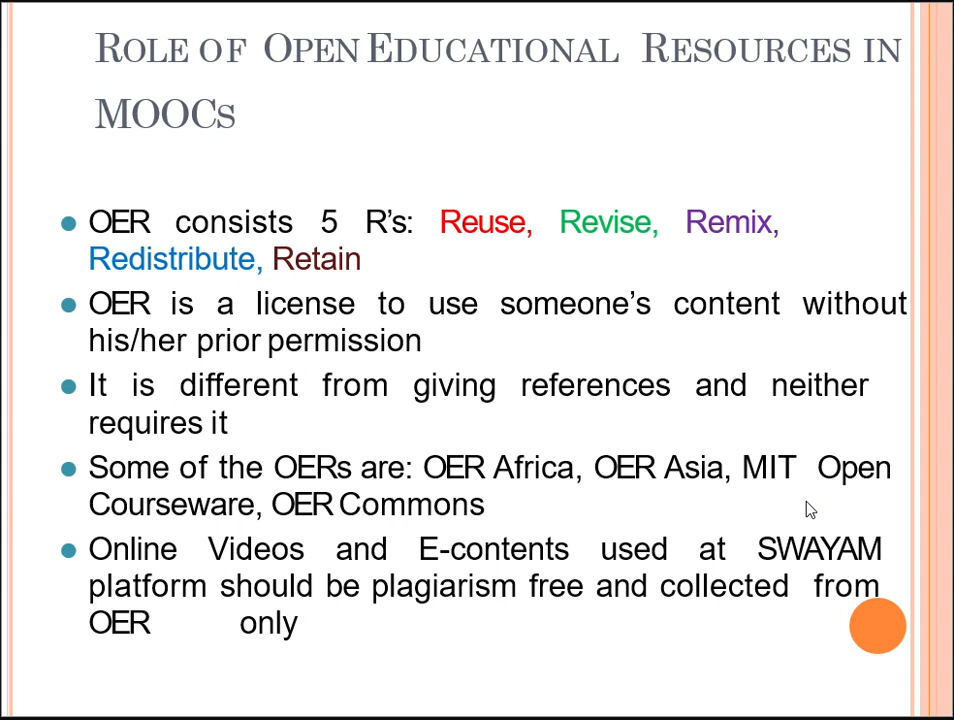 ROLE OF OPEN EDUCATIONAL RESOURCES IN
MOOCS
OER consists 5 R's: Reuse, Revise, Remix,
Redistribute, Retain
OER is a license to use someone's content without
his/her prior permission
It is different from giving references and neither
requires it
Some of the OERs are: OER Africa, OER Asia, MIT Open
Courseware, OER Commons
Online Videos and E-contents used at SWAYAM
platform should be plagiarism free and collected from
OER only